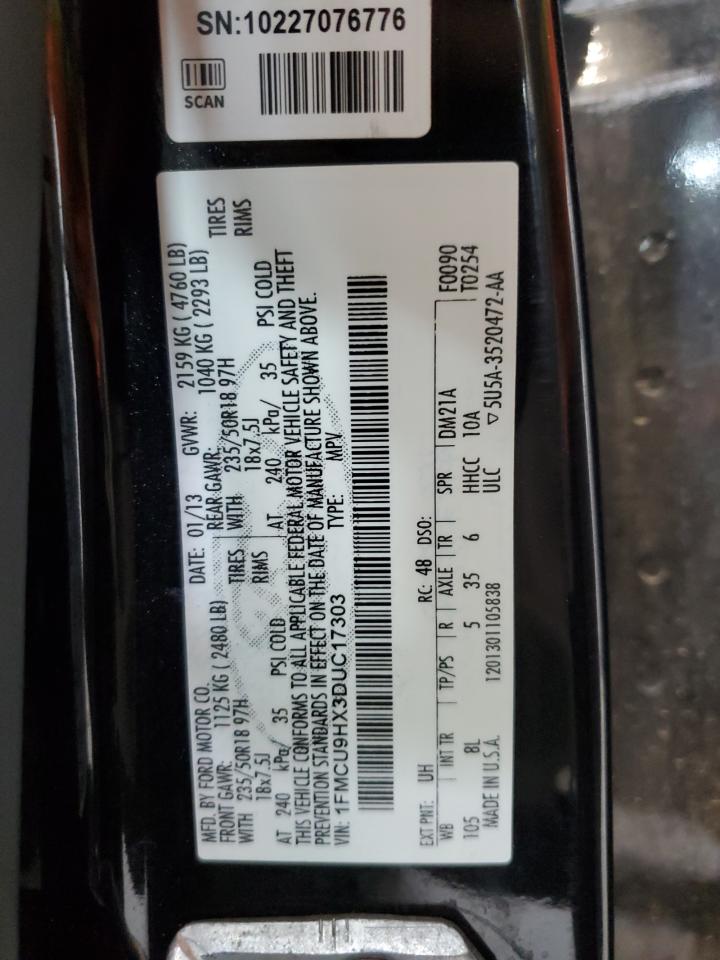 SN:10227076776
SCAN
MFD. BY FORD MOTOR CO. DATE: 01/13 GVWR: 2159 KG ( 4760 LB)
FRONT GAWR: 1125 KG ( 2480 LB) REAR GAWR: 1040 KG ( 2293 LB)
WITH 235/50R18 97H TIRES WITH 235/50R18 97H TIRES
18x7.5J RIMS 18x7.5J RIMS
AT 240 kPa/ 35 PSI COLD AT 240 kPa/ 35 PSI COLD
THIS VEHICLE CONFORMS TO ALL APPLICABLE FEDERAL MOTOR VEHICLE SAFETY AND THEFT
PREVENTION STANDARDS IN EFFECT ON THE DATE OF MANUFACTURE SHOWN ABOVE.
VIN: 1FMCU9HX3DUC17303 TYPE: MPV
EXT PNT: UH RC: 48 DSO: F0090
WB INT TR TP/PS R AXLE TR SPR DM21A T0254
105 8L 5 35 6 HHCC 10A
MADE IN U.S.A. 1201301105838 ULC ▽ 5U5A-3520472-AA